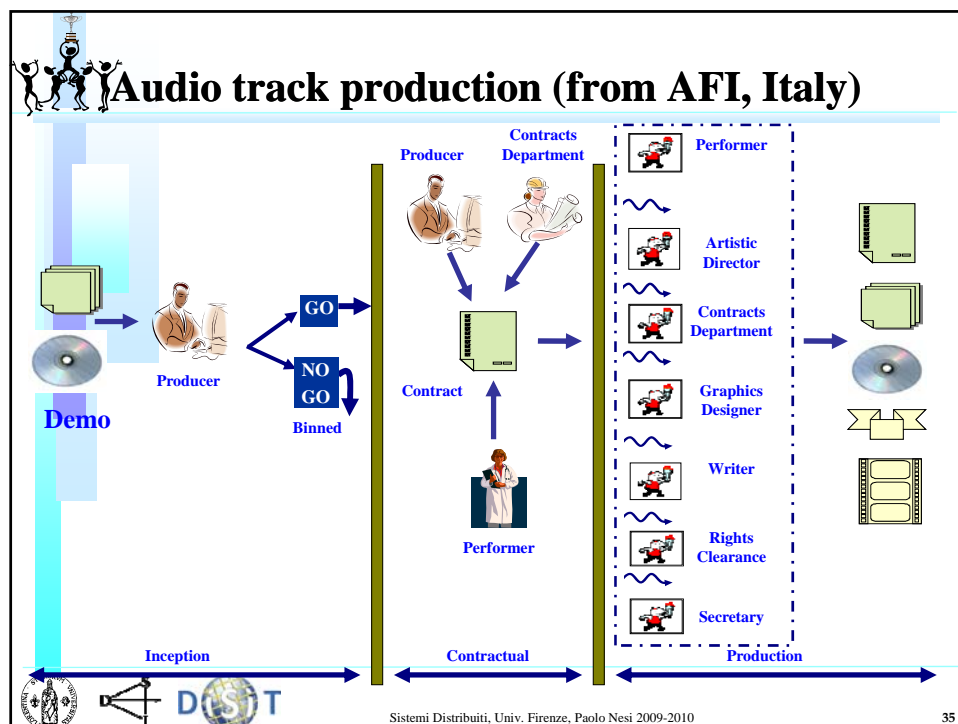 Audio track production (from AFI, Italy)
Demo
Producer
GO
NO
GO
Binned
Producer
Contracts
Department
Contract
Performer
Performer
Artistic
Director
Contracts
Department
Graphics
Designer
Writer
Rights
Clearance
Secretary
Inception
Contractual
Production
DISIT
Sistemi Distribuiti, Univ. Firenze, Paolo Nesi 2009-2010
35